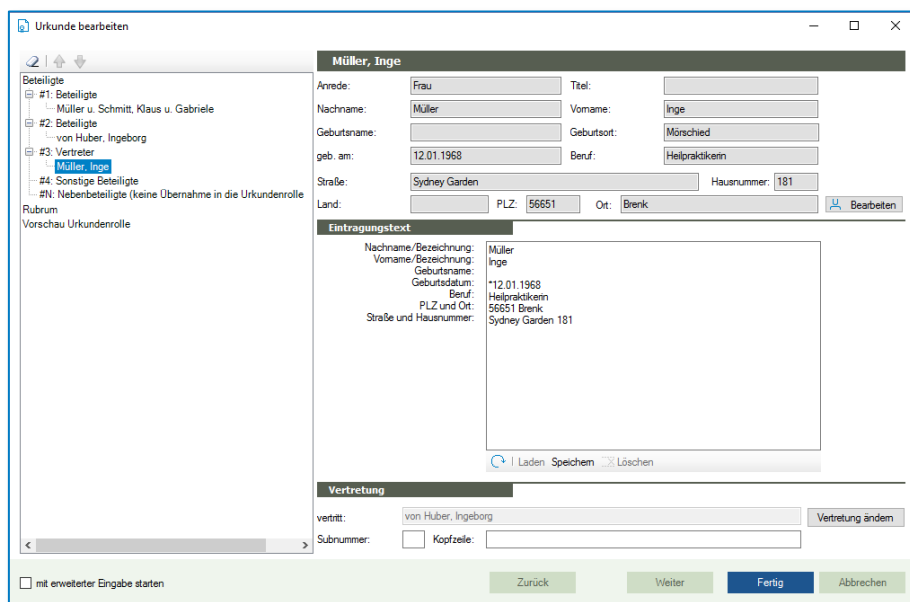 Urkunde bearbeiten
Beteiligte
#1: Beteiligte
Müller u. Schmitt, Klaus u. Gabriele
#2: Beteiligte
von Huber, Ingeborg
#3: Vertreter
Müller, Inge
#4: Sonstige Beteiligte
#N: Nebenbeteiligte (keine Übernahme in die Urkundenrolle
Rubrum
Vorschau Urkundenrolle
Müller, Inge
Anrede: Frau Titel:
Nachname: Müller Vorname: Inge
Geburtsname: Geburtsort: Mörschied
geb. am: 12.01.1968 Beruf: Heilpraktikerin
Straße: Sydney Garden Hausnummer: 181
Land: PLZ: 56651 Ort: Brenk Bearbeiten
Eintragungstext
Nachname/Bezeichnung: Müller
Vorname/Bezeichnung: Inge
Geburtsname:
Geburtsdatum: *12.01.1968
Beruf: Heilpraktikerin
PLZ und Ort: 56651 Brenk
Straße und Hausnummer: Sydney Garden 181
Laden Speichern Löschen
Vertretung
vertritt: von Huber, Ingeborg Vertretung ändern
Subnummer: Kopfzeile:
mit erweiterter Eingabe starten Zurück Weiter Fertig Abbrechen